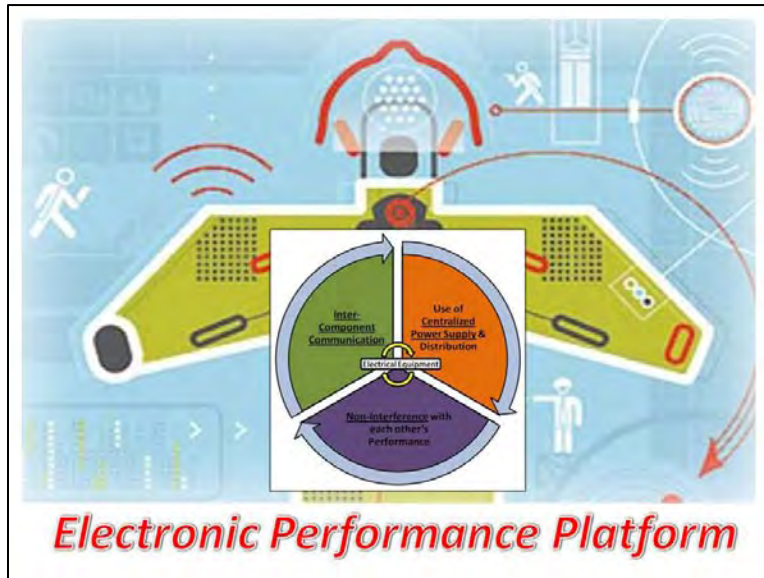 Inter-
Component
Communication
Use of
Centralized
Power Supply &
Distribution
Electrical Equipment
Non-Interference with
each other's
Performance
Electronic Performance Platform